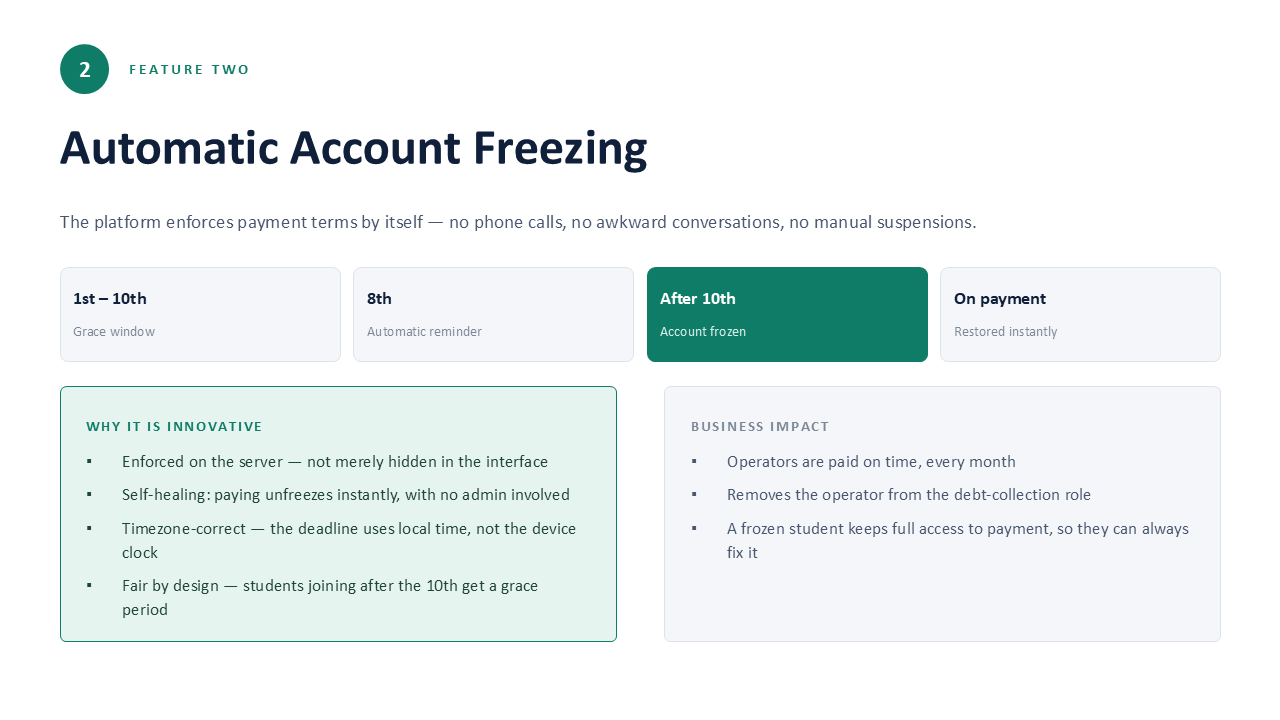 2
FEATURE TWO
Automatic Account Freezing
The platform enforces payment terms by itself — no phone calls, no awkward conversations, no manual suspensions.
1st – 10th
Grace window
8th
Automatic reminder
After 10th
Account frozen
On payment
Restored instantly
WHY IT IS INNOVATIVE
▪ Enforced on the server — not merely hidden in the interface
▪ Self-healing: paying unfreezes instantly, with no admin involved
▪ Timezone-correct — the deadline uses local time, not the device
clock
▪ Fair by design — students joining after the 10th get a grace
period
BUSINESS IMPACT
▪ Operators are paid on time, every month
▪ Removes the operator from the debt-collection role
▪ A frozen student keeps full access to payment, so they can always
fix it